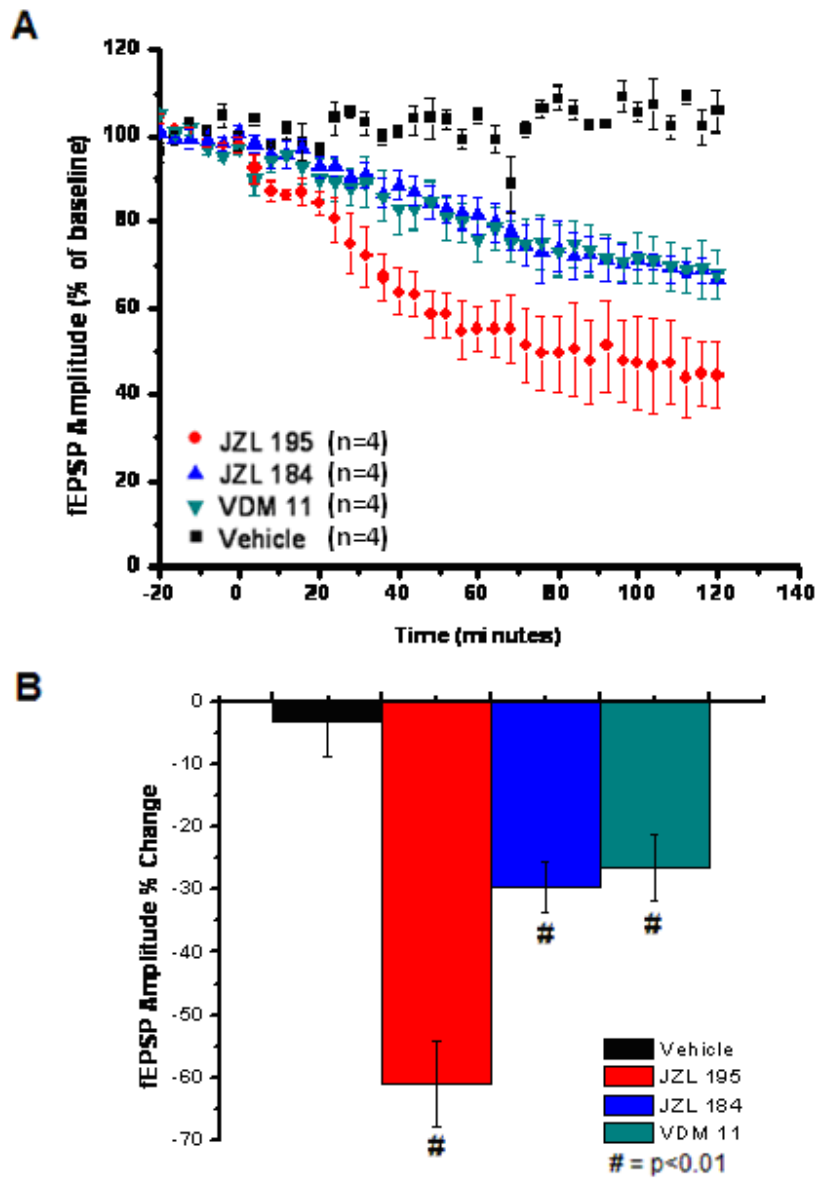 A
fEPSP Amplitude (% of baseline)
120
100
80
60
40
20
0
JZL 195 (n=4)
JZL 184 (n=4)
VDM 11 (n=4)
Vehicle (n=4)
-20 0 20 40 60 80 100 120 140
Time (minutes)
B
fEPSP Amplitude % Change
0
-10
-20
-30
-40
-50
-60
-70
#
#
#
Vehicle
JZL 195
JZL 184
VDM 11
# = p<0.01